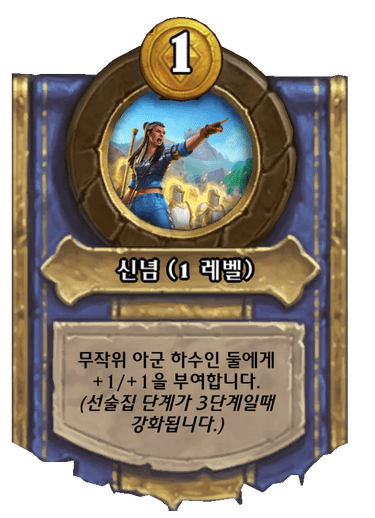 1
신념 (1 레벨)
무작위 아군 하수인 둘에게
+1/+1을 부여합니다.
(선술집 단계가 3단계일때
강화됩니다.)